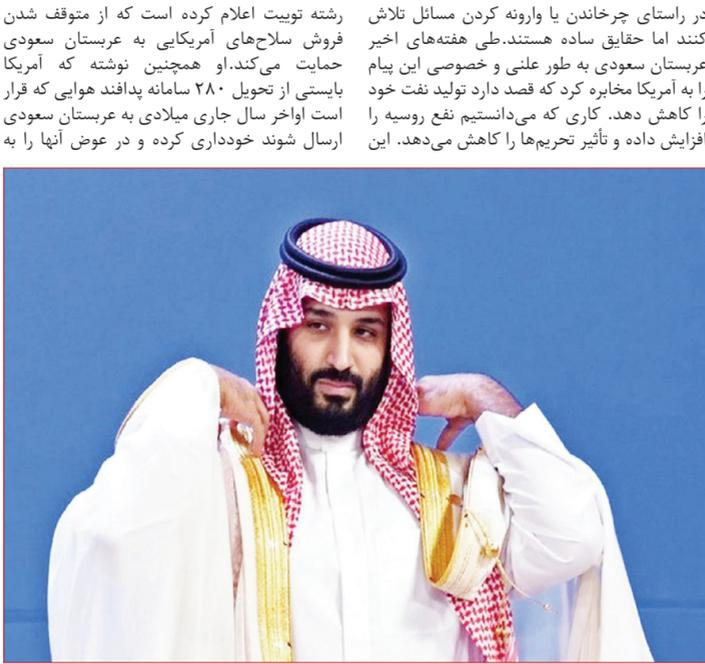 در راستای چرخاندن یا وارونه کردن مسائل تلاش
کنند اما حقایق ساده هستند.طی هفته‌های اخیر
عربستان سعودی به طور علنی و خصوصی این پیام
را به آمریکا مخابره کرد که قصد دارد تولید نفت خود
را کاهش دهد. کاری که می‌دانستیم نفع روسیه را
افزایش داده و تأثیر تحریم‌ها را کاهش می‌دهد. این
رشته توییت اعلام کرده است که از متوقف شدن
فروش سلاح‌های آمریکایی به عربستان سعودی
حمایت می‌کند.او همچنین نوشته که آمریکا
بایستی از تحویل ۲۸۰ سامانه پدافند هوایی که قرار
است اواخر سال جاری میلادی به عربستان سعودی
ارسال شوند خودداری کرده و در عوض آنها را به